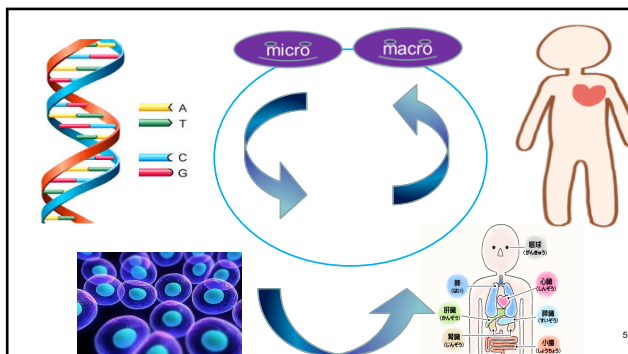 micro
macro
A
T
C
G
眼球
(がんきゅう)
肺
(はい)
心臓
(しんぞう)
肝臓
(かんぞう)
膵臓
(すいぞう)
腎臓
(じんぞう)
小腸
(しょうちょう)
5